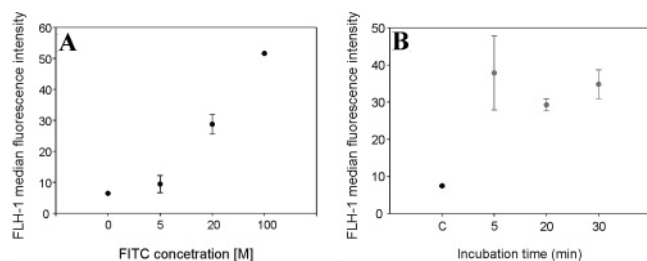 A
FLH-1 median fluorescence intensity
60
50
40
30
20
10
0
0 5 20 100
FITC concetration [M]
B
FLH-1 median fluorescence intensity
50
40
30
20
10
0
C 5 20 30
Incubation time (min)